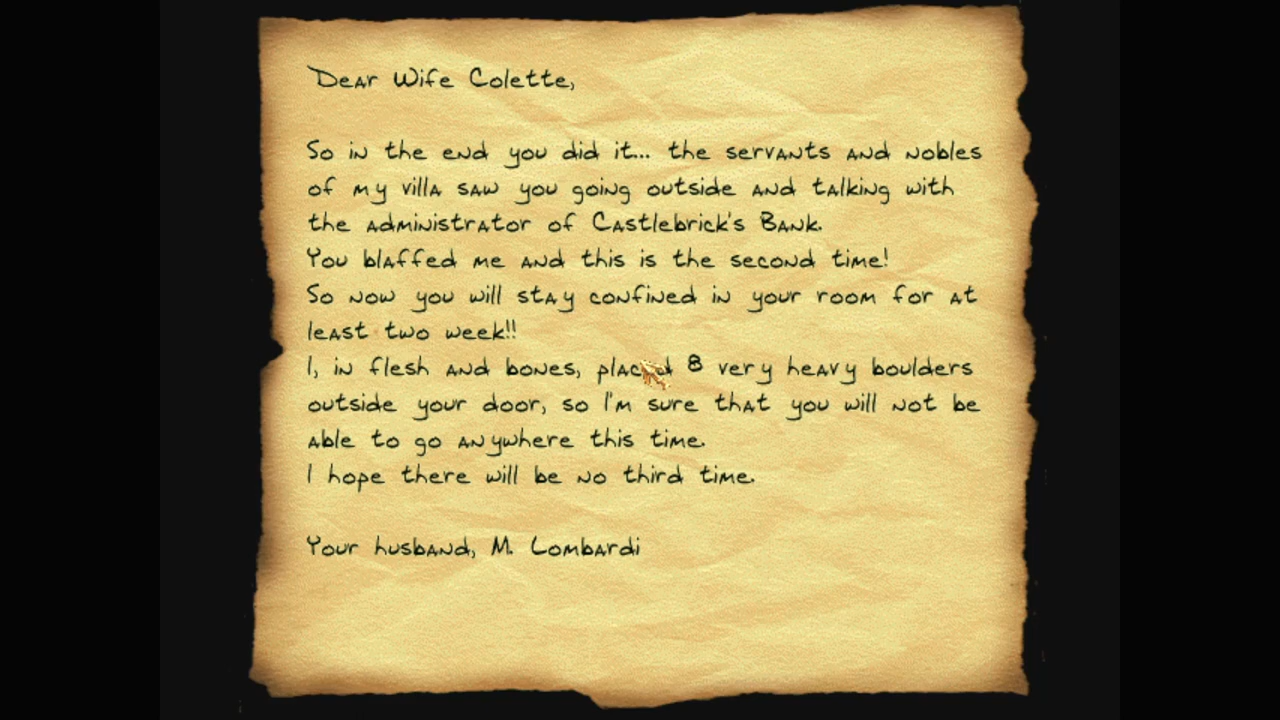 Dear Wife Colette,
So in the end you did it... the servants and nobles
of my villa saw you going outside and talking with
the administrator of Castlebrick's Bank.
You blaffed me and this is the second time!
So now you will stay confined in your room for at
least two week!!
I, in flesh and bones, placed 8 very heavy boulders
outside your door, so I'm sure that you will not be
able to go anywhere this time.
I hope there will be no third time.
Your husband, M. Lombardi